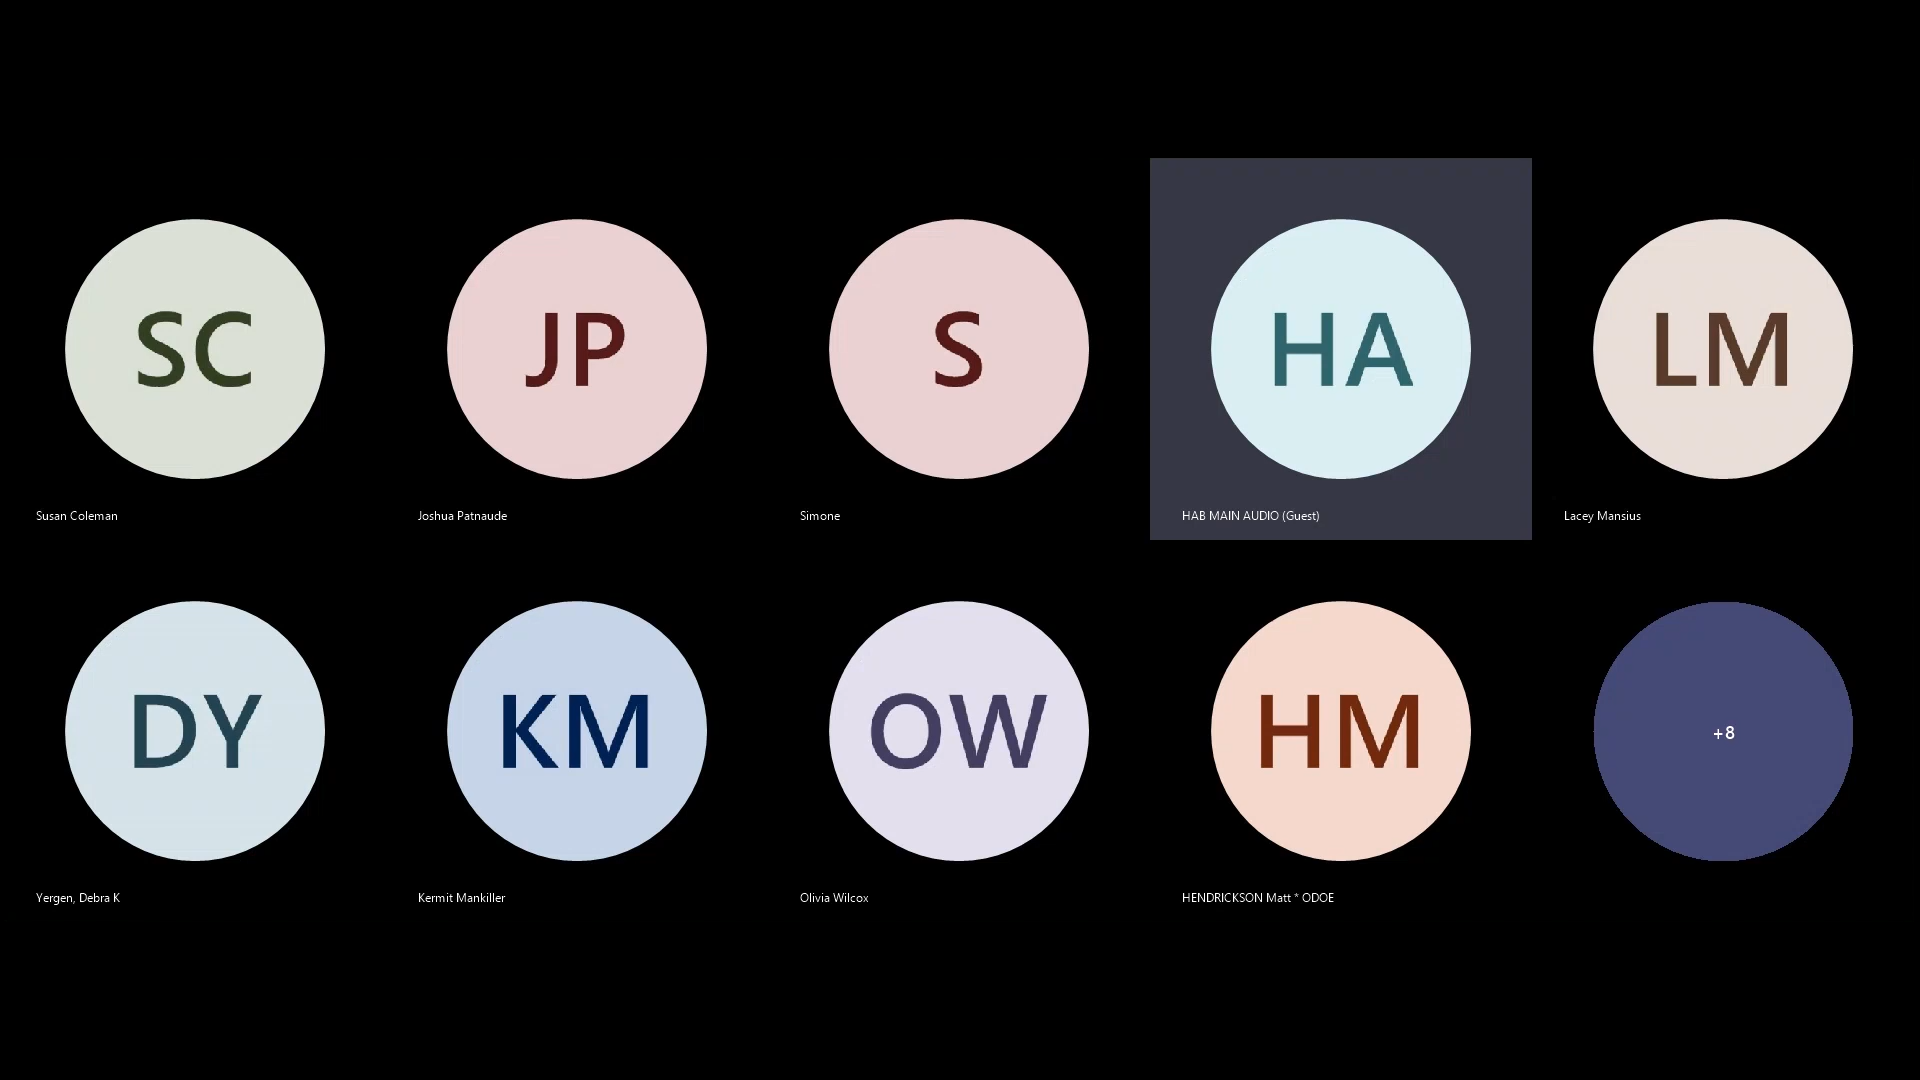 SC
JP
S
HA
LM
Susan Coleman
Joshua Patnaude
Simone
HAB MAIN AUDIO (Guest)
Lacey Mansius
DY
KM
OW
HM
+8
Yergen, Debra K
Kermit Mankiller
Olivia Wilcox
HENDRICKSON Matt * ODOE